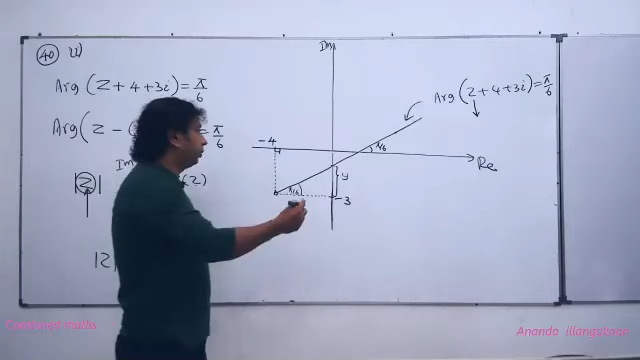 40 ii)
Arg (Z + 4 + 3i) = π/6
Arg (Z - ( = π/6
Im (Z)
|Z|
|Z
Im
Arg (Z + 4 + 3i) = π/6
-4
π/6
Re
π/6
y
-3
Combined maths
Ananda illangakoon